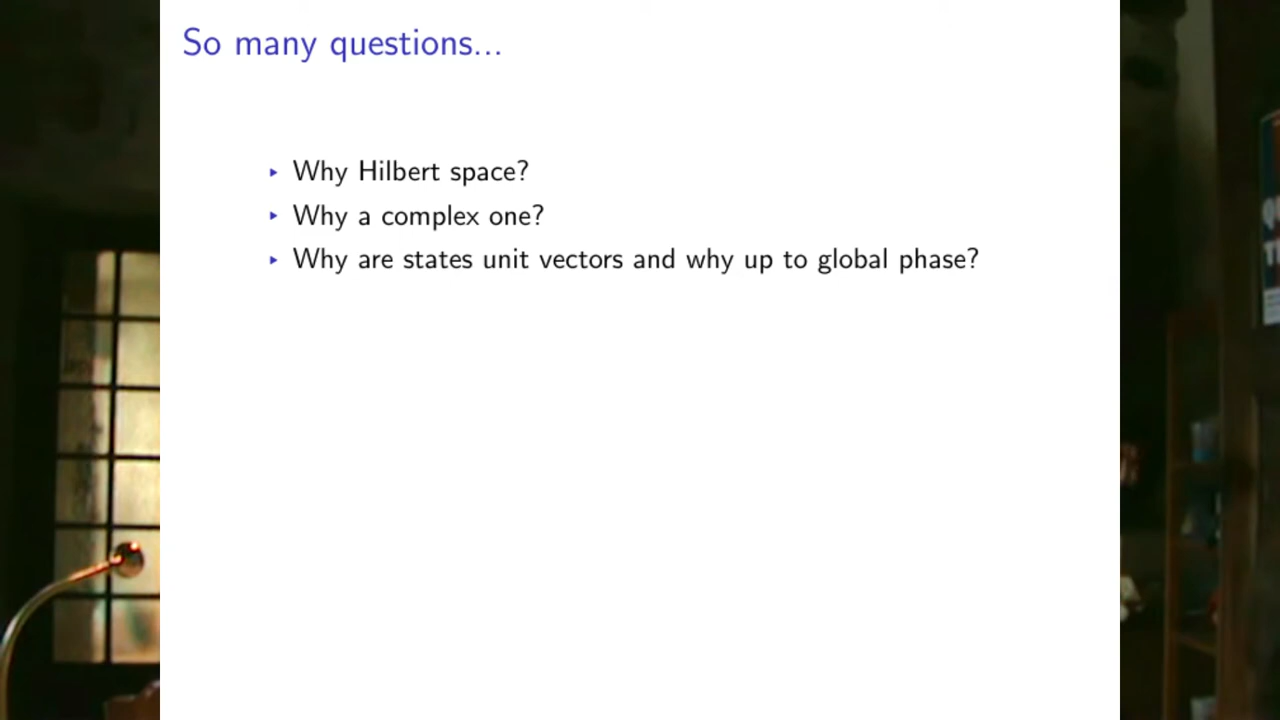 So many questions...
Why Hilbert space?
Why a complex one?
Why are states unit vectors and why up to global phase?